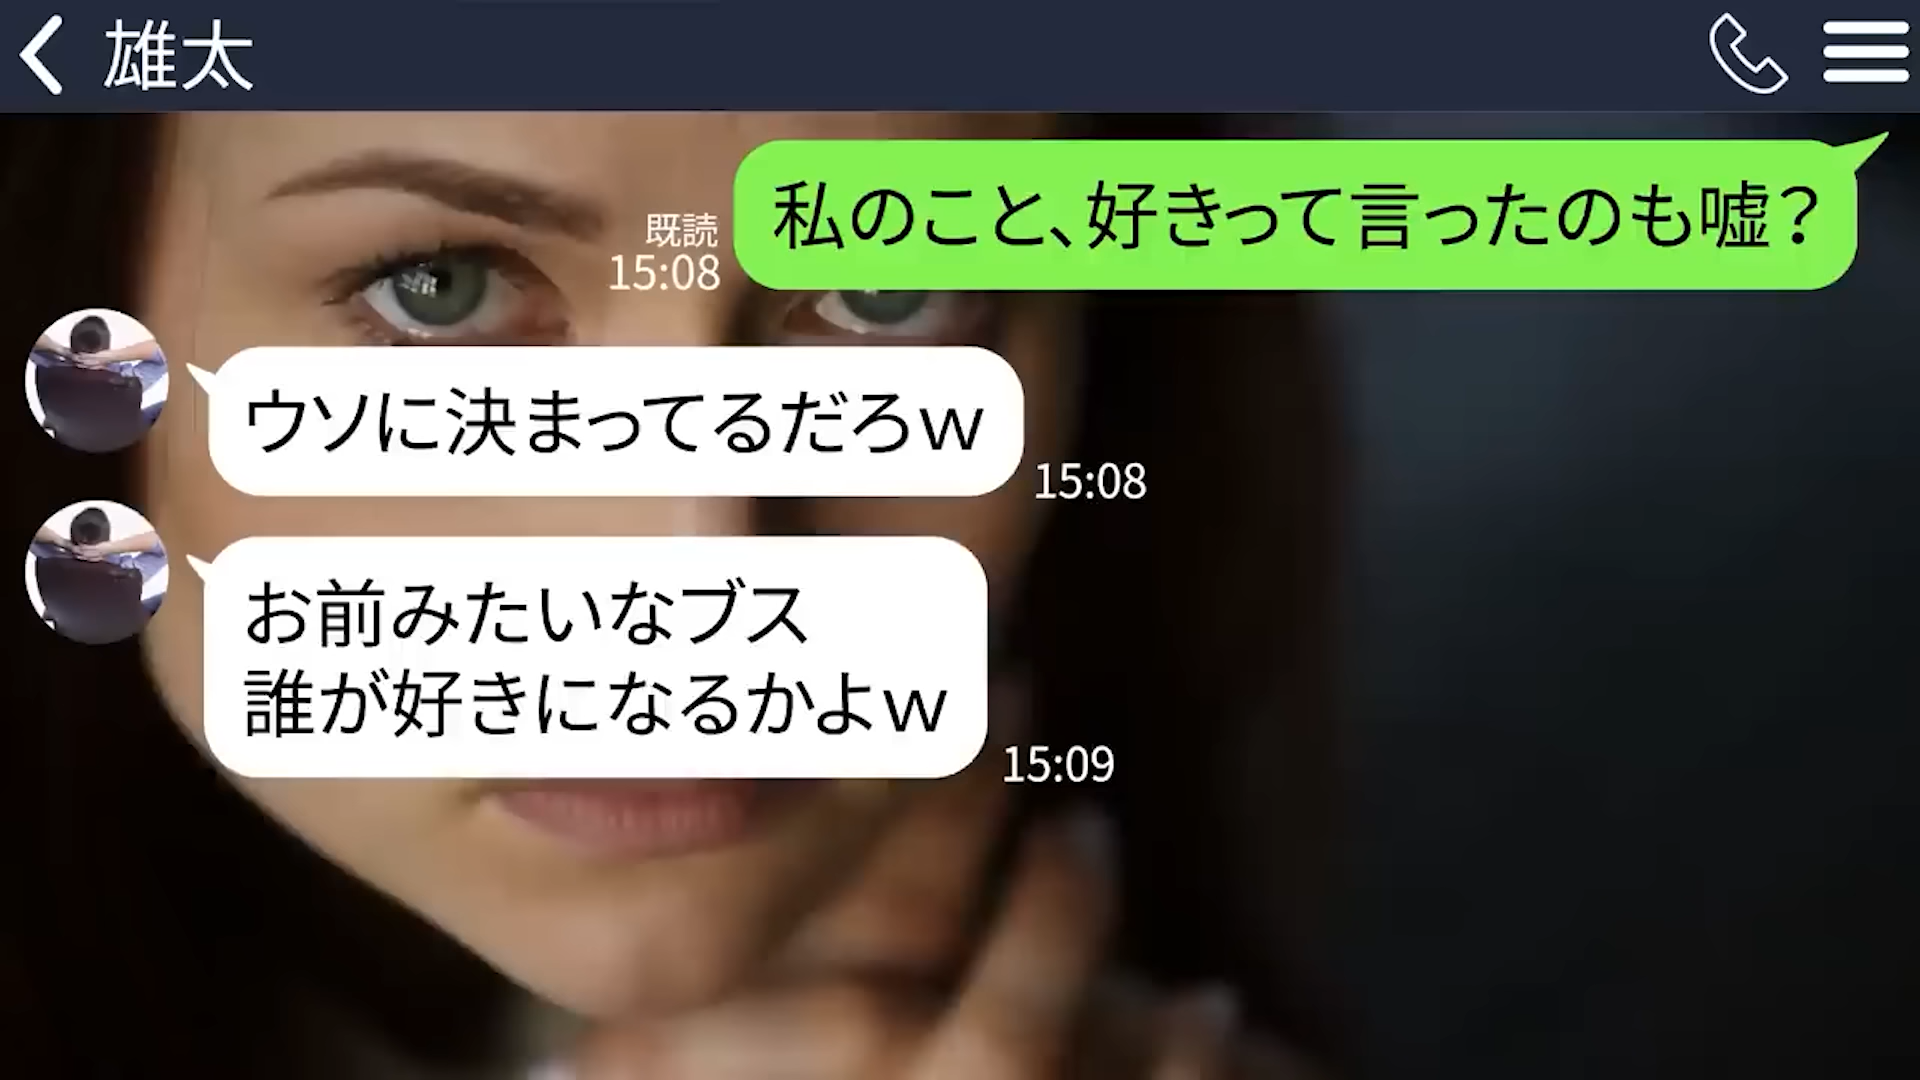 雄太
私のこと、好きって言ったのも嘘？
既読
15:08
ウソに決まってるだろw
15:08
お前みたいなブス
誰が好きになるかよw
15:09